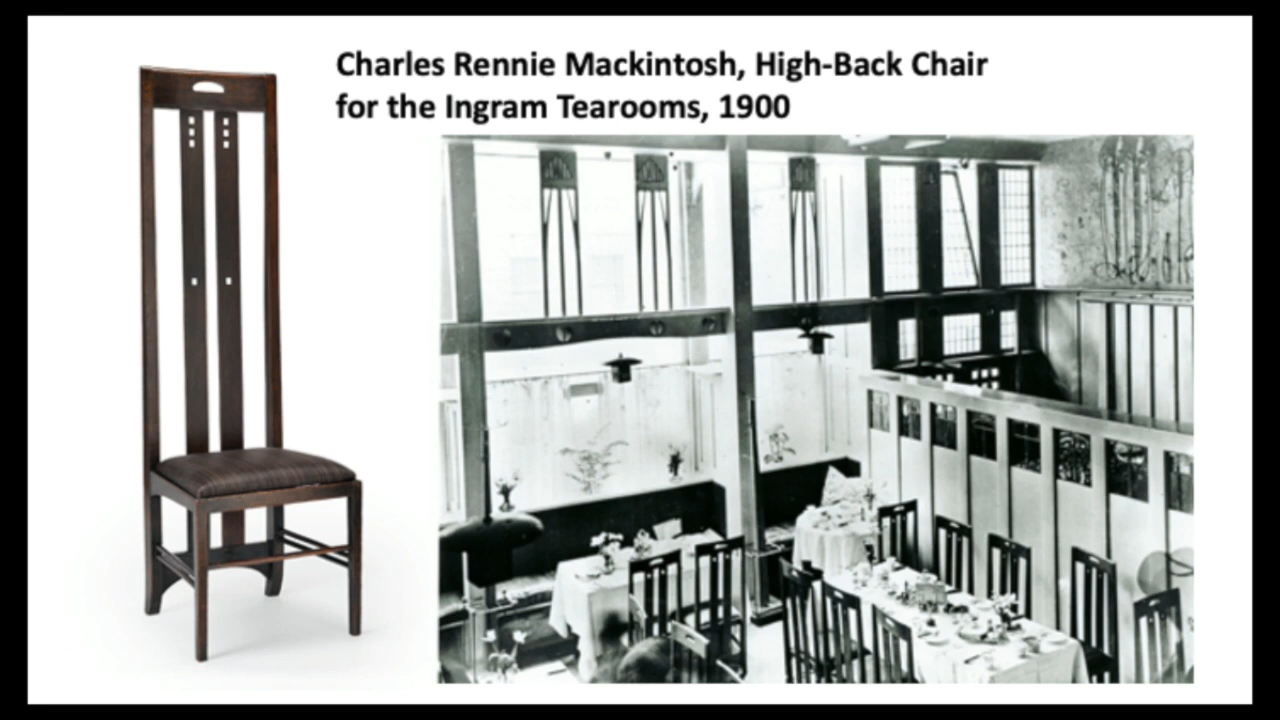 Charles Rennie Mackintosh, High-Back Chair
for the Ingram Tearooms, 1900